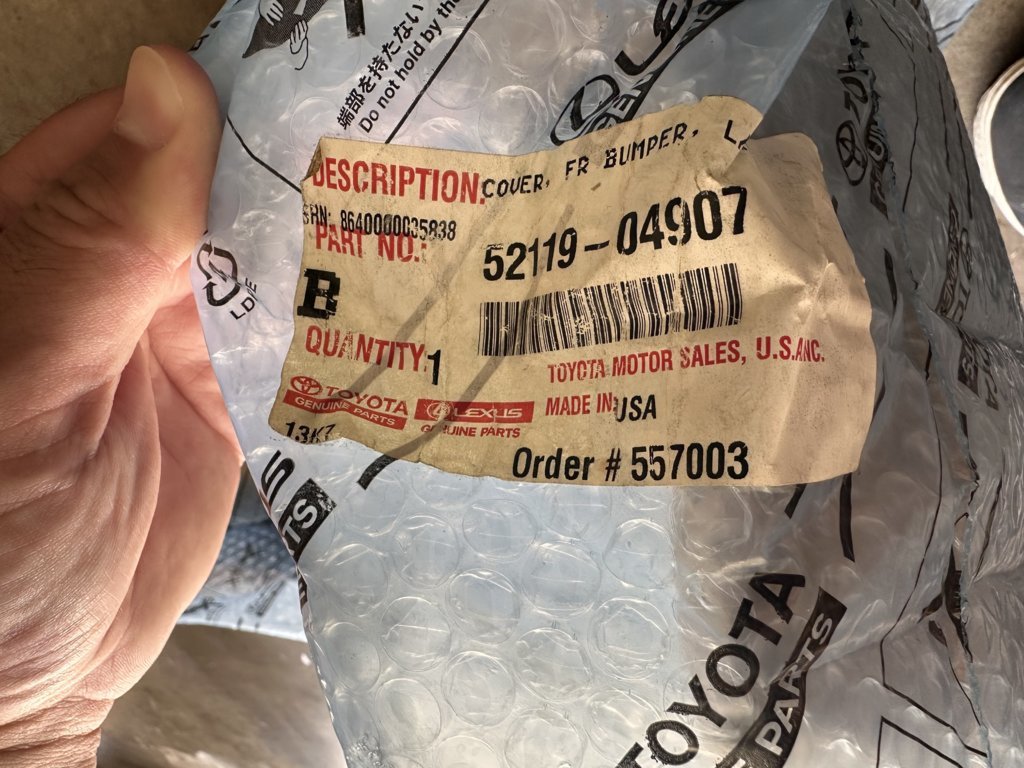 端部を持たない
Do not hold by the
DESCRIPTION: COVER, FR BUMPER, L
SRN: 8640000035838
PART NO.: 52119-04907
B
QUANTITY: 1
TOYOTA MOTOR SALES, U.S.A. INC.
TOYOTA
GENUINE PARTS
LEXUS
GENUINE PARTS
MADE IN: USA
Order # 557003
LDIE
TOYOTA
PARTS